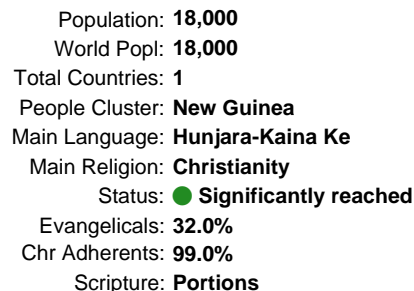 Population: 18,000
World Popl: 18,000
Total Countries: 1
People Cluster: New Guinea
Main Language: Hunjara-Kaina Ke
Main Religion: Christianity
Status: Significantly reached
Evangelicals: 32.0%
Chr Adherents: 99.0%
Scripture: Portions